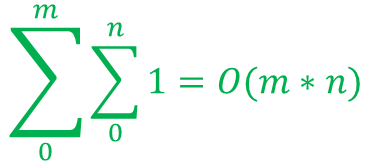 m n
∑ ∑ 1 = O(m * n)
0 0